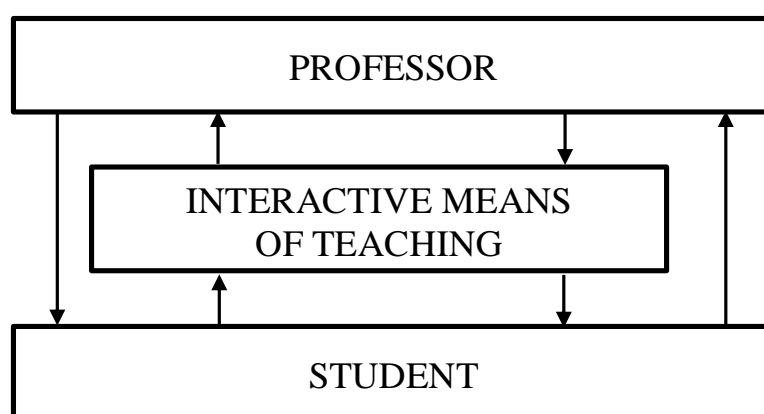 PROFESSOR
INTERACTIVE MEANS
OF TEACHING
STUDENT